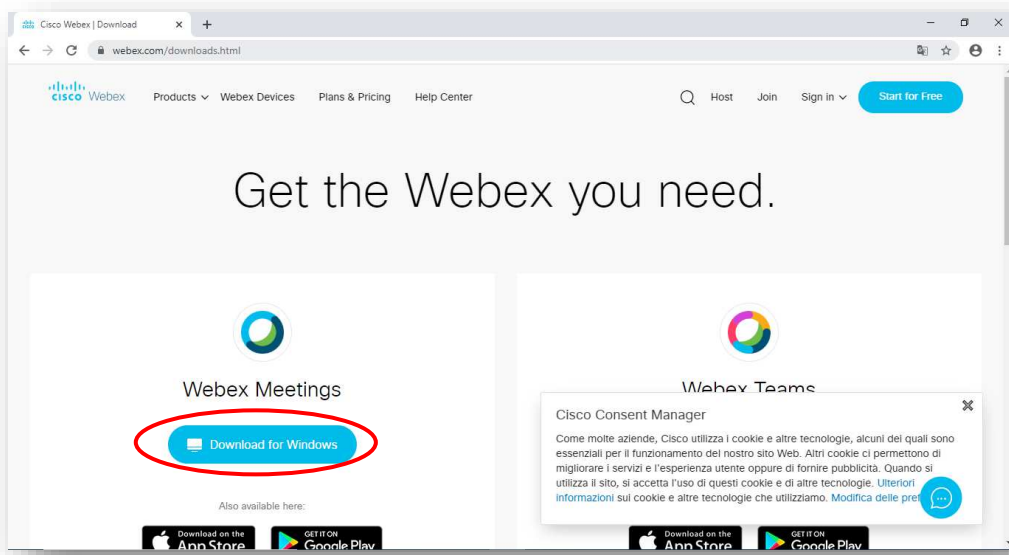 Cisco Webex | Download
webex.com/downloads.html
CISCO Webex Products Webex Devices Plans & Pricing Help Center Host Join Sign in Start for Free
Get the Webex you need.
Webex Meetings
Download for Windows
Also available here:
Download on the App Store
GET IT ON Google Play
Webex Teams
Cisco Consent Manager
Come molte aziende, Cisco utilizza i cookie e altre tecnologie, alcuni dei quali sono
essenziali per il funzionamento del nostro sito Web. Altri cookie ci permettono di
migliorare i servizi e l'esperienza utente oppure di fornire pubblicità. Quando si
utilizza il sito, si accetta l'uso di questi cookie e di altre tecnologie. Ulteriori
informazioni sui cookie e altre tecnologie che utilizziamo. Modifica delle pref
Download on the App Store
GET IT ON Google Play